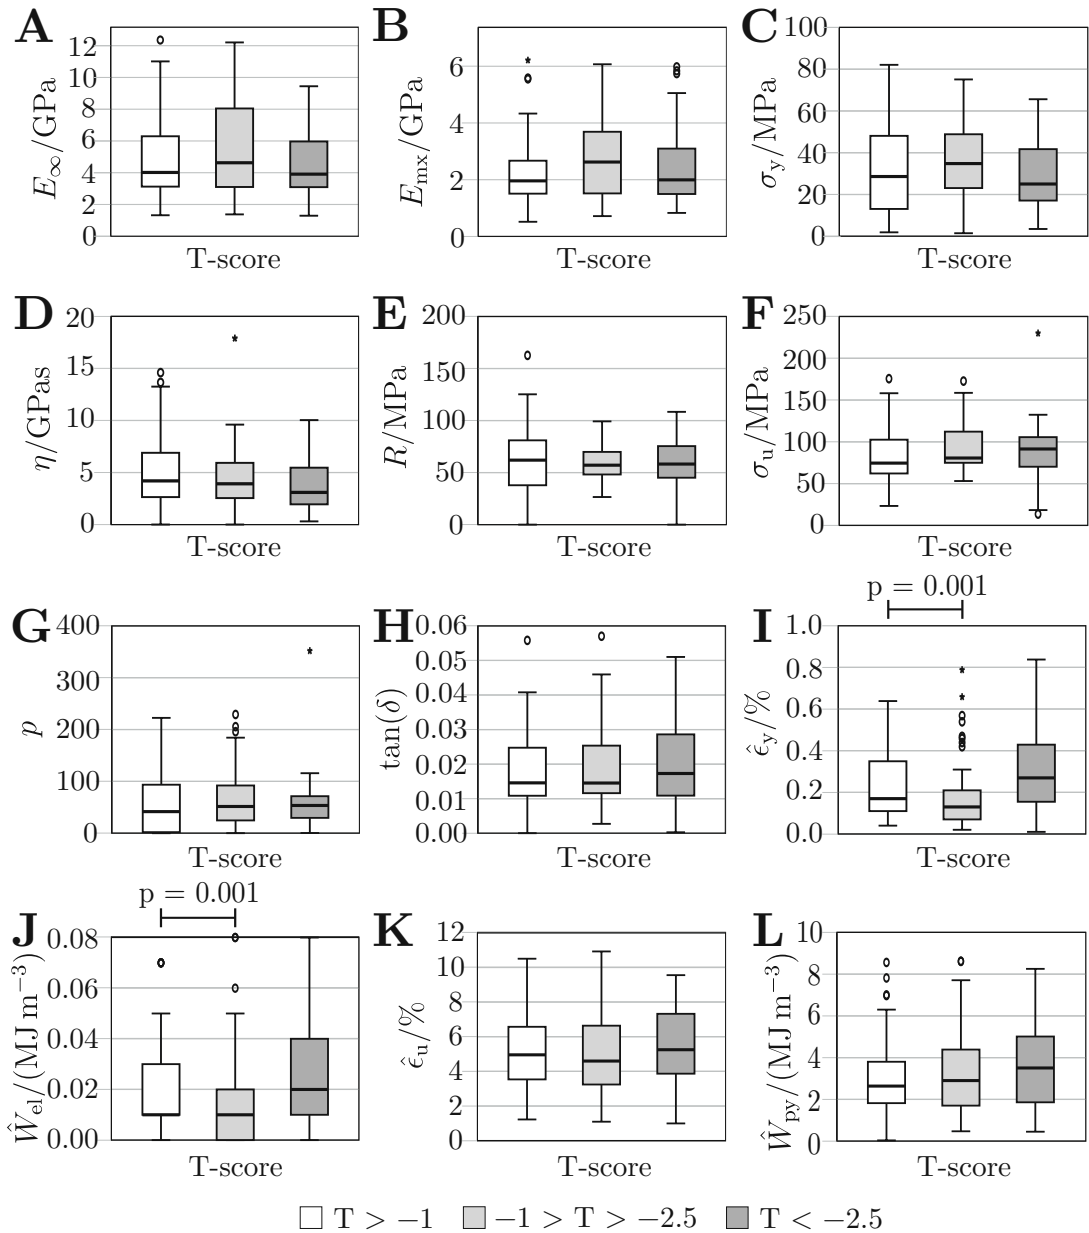 A
E∞/GPa
12
10
8
6
4
2
0
T-score
B
Emx/GPa
6
4
2
0
T-score
C
σy/MPa
100
80
60
40
20
0
T-score
D
η/GPas
20
15
10
5
0
T-score
E
R/MPa
200
150
100
50
0
T-score
F
σu/MPa
250
200
150
100
50
0
T-score
G
p
400
300
200
100
0
T-score
H
tan(δ)
0.06
0.05
0.04
0.03
0.02
0.01
0.00
T-score
p = 0.001
I
ε̂y/%
1.0
0.8
0.6
0.4
0.2
0.0
T-score
p = 0.001
J
Ŵel/(MJ m⁻³)
0.08
0.06
0.04
0.02
0.00
T-score
K
ε̂u/%
12
10
8
6
4
2
0
T-score
L
Ŵpy/(MJ m⁻³)
10
8
6
4
2
0
T-score
T > −1 −1 > T > −2.5 T < −2.5